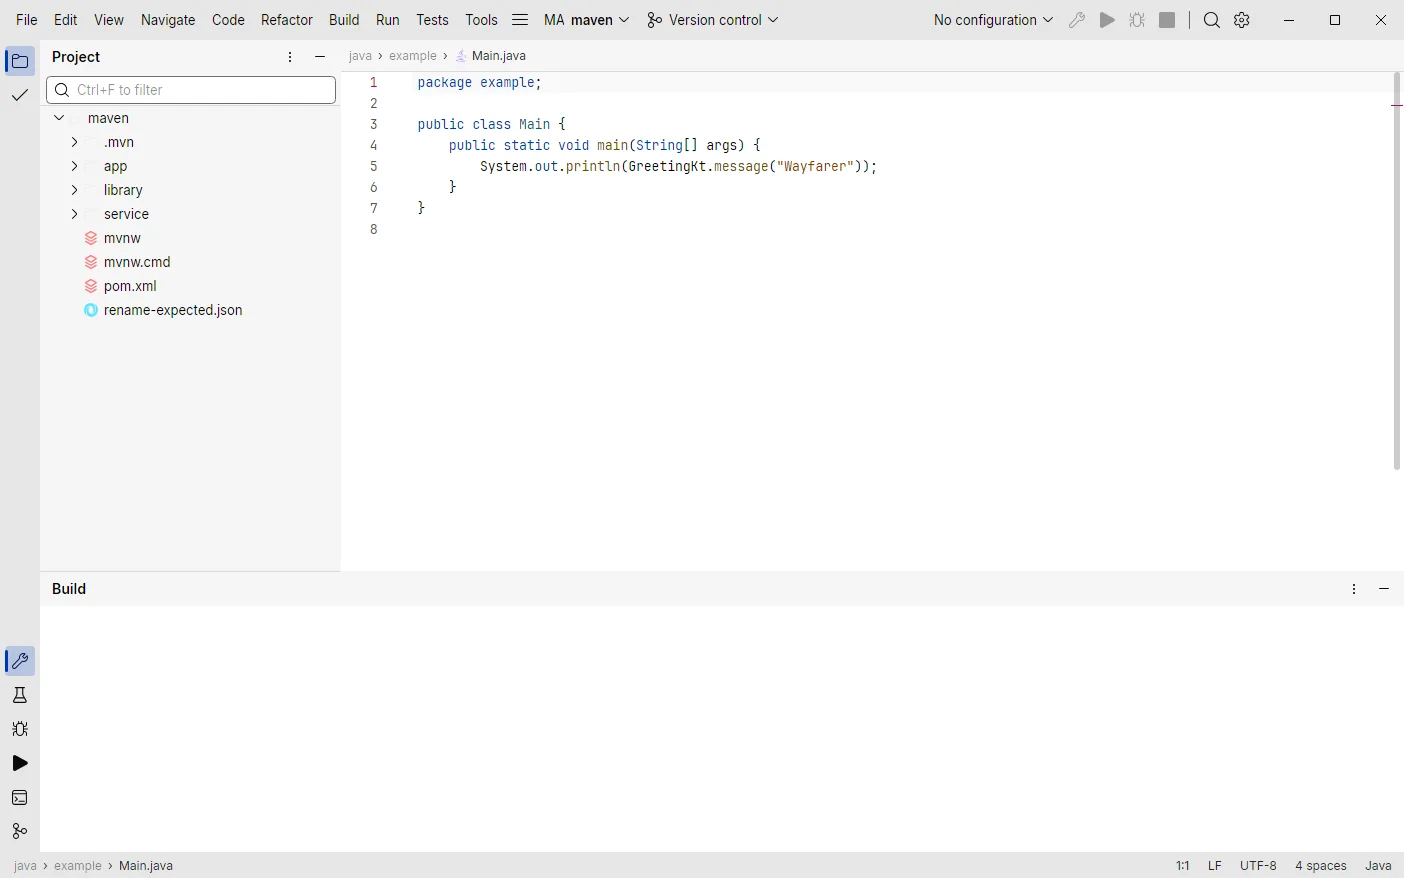 File Edit View Navigate Code Refactor Build Run Tests Tools MA maven Version control No configuration
Project
java › example › Main.java
Ctrl+F to filter
maven
.mvn
app
library
service
mvnw
mvnw.cmd
pom.xml
rename-expected.json
1 package example;
2
3 public class Main {
4 public static void main(String[] args) {
5 System.out.println(GreetingKt.message("Wayfarer"));
6 }
7 }
8
Build
java › example › Main.java 1:1 LF UTF-8 4 spaces Java